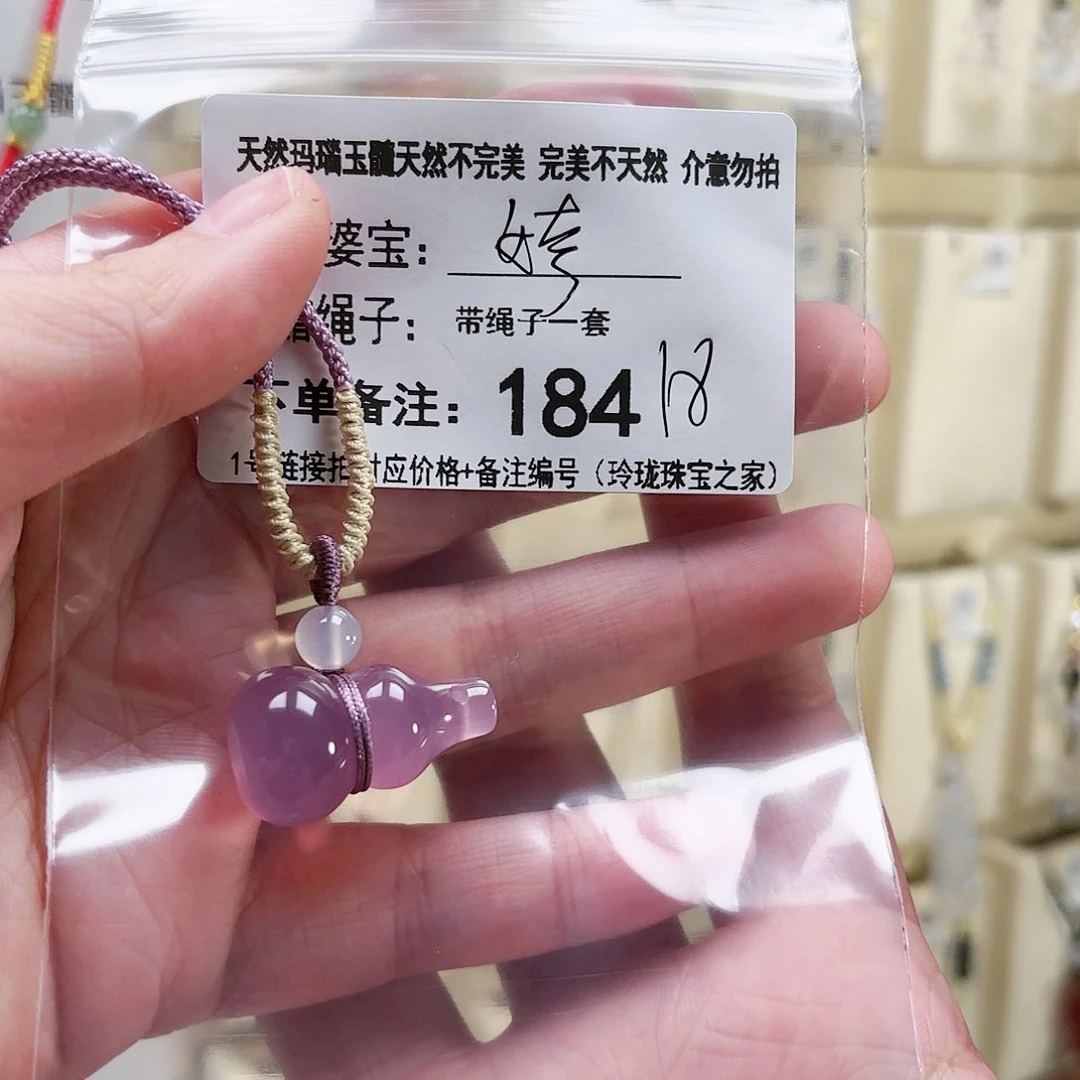 天然玛瑙玉髓天然不完美 完美不天然 介意勿拍
婆宝：
绳子： 带绳子一套
下单备注： 184 18
1号链接拍对应价格+备注编号（玲珑珠宝之家）